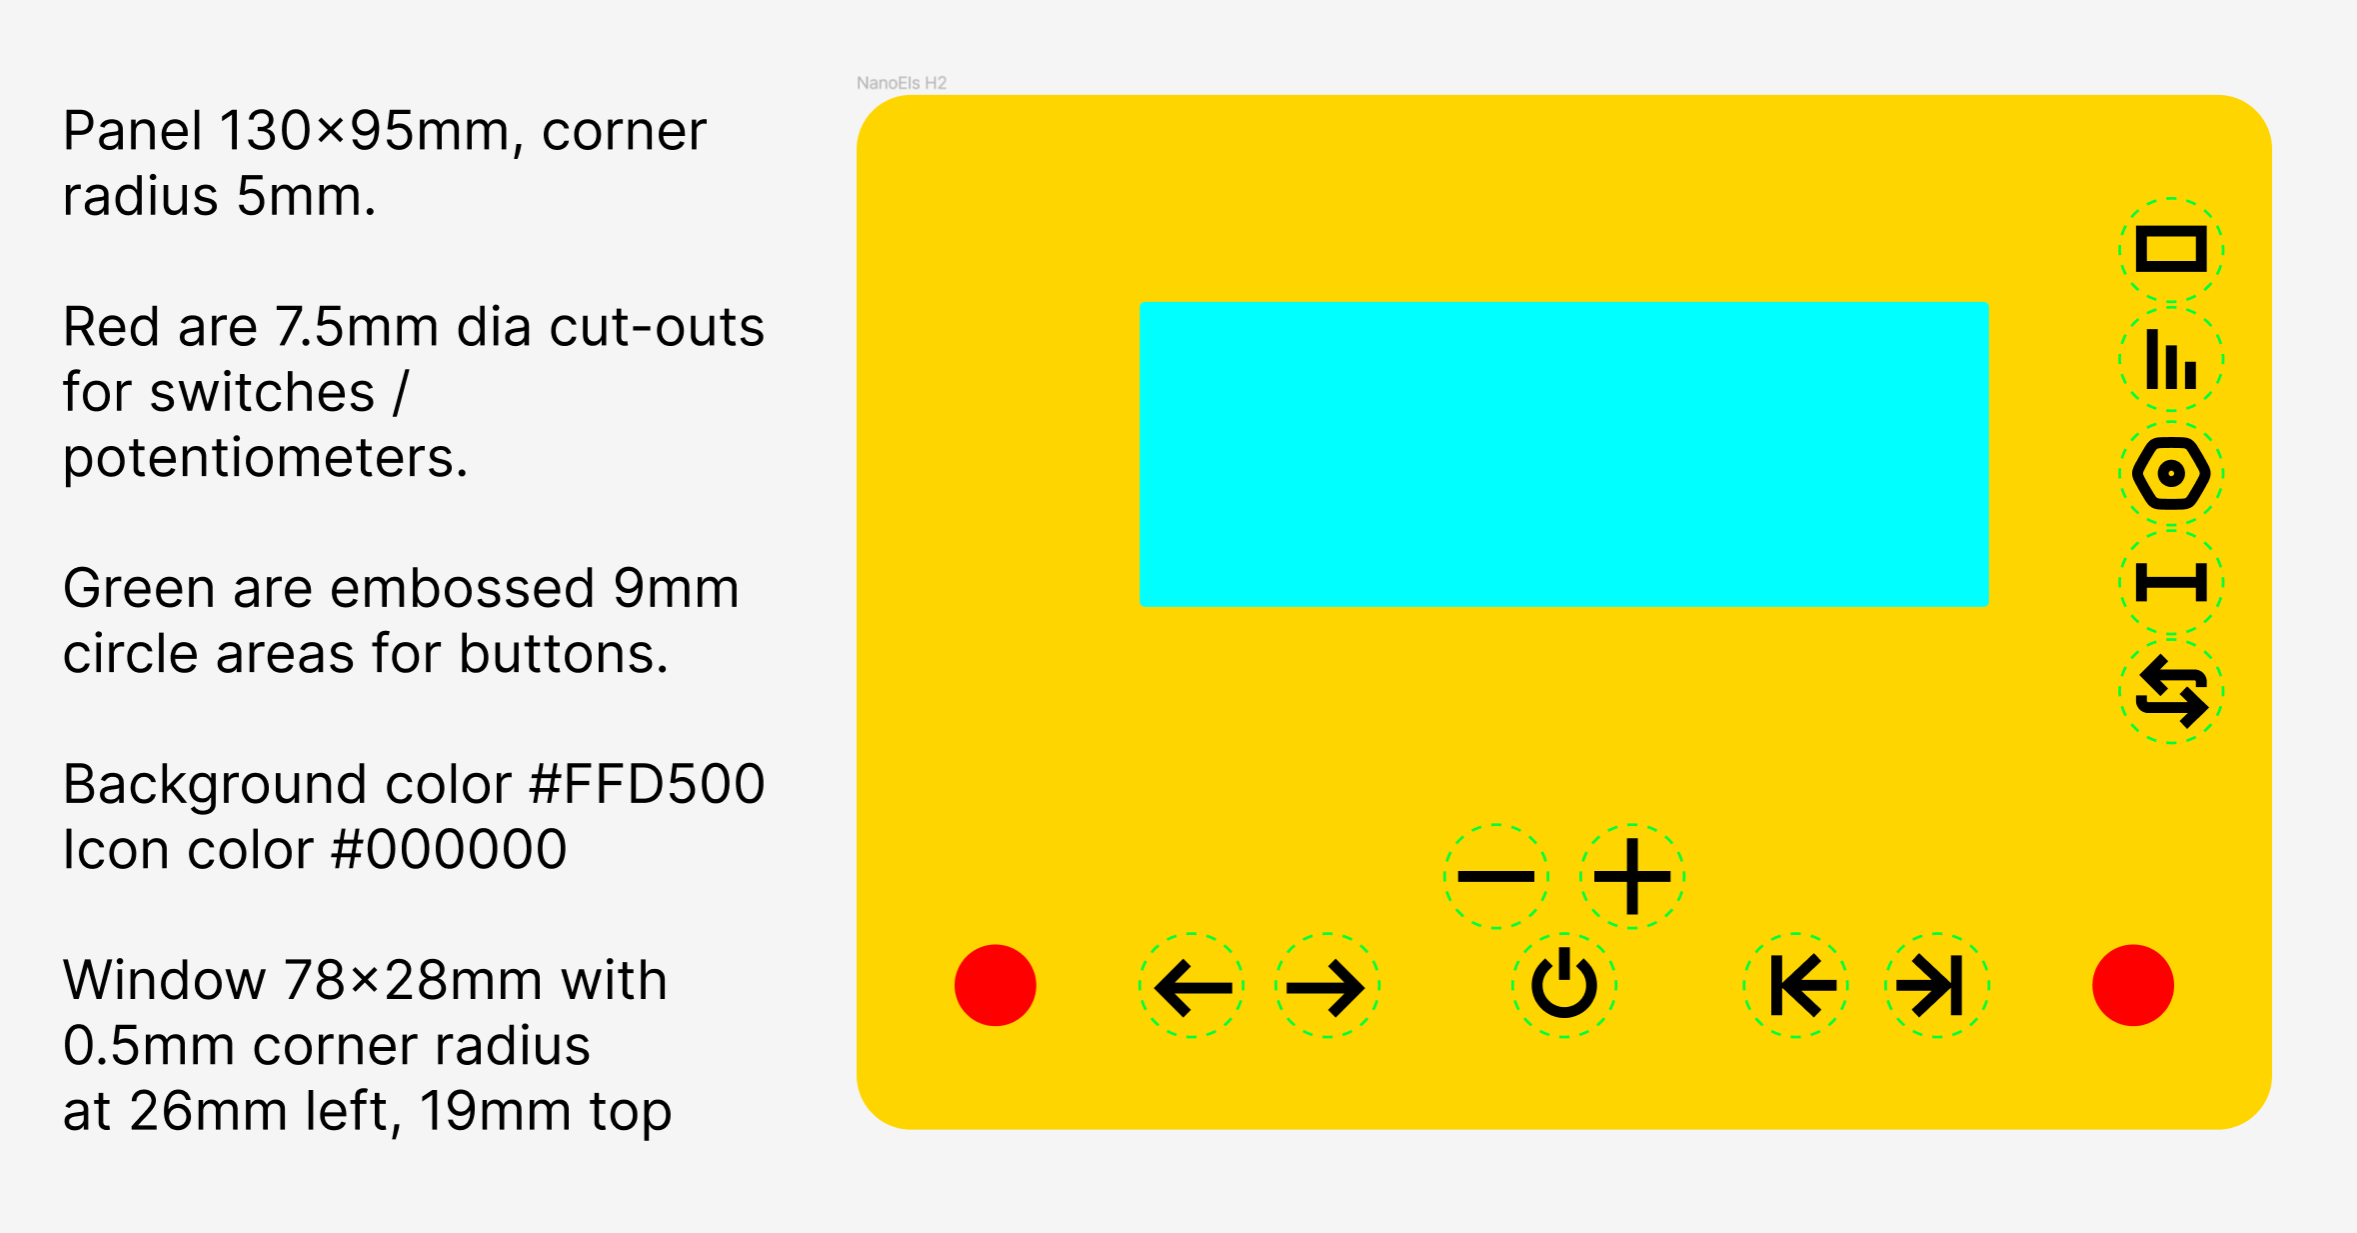 NanoEls H2
Panel 130×95mm, corner
radius 5mm.
Red are 7.5mm dia cut-outs
for switches /
potentiometers.
Green are embossed 9mm
circle areas for buttons.
Background color #FFD500
Icon color #000000
Window 78×28mm with
0.5mm corner radius
at 26mm left, 19mm top